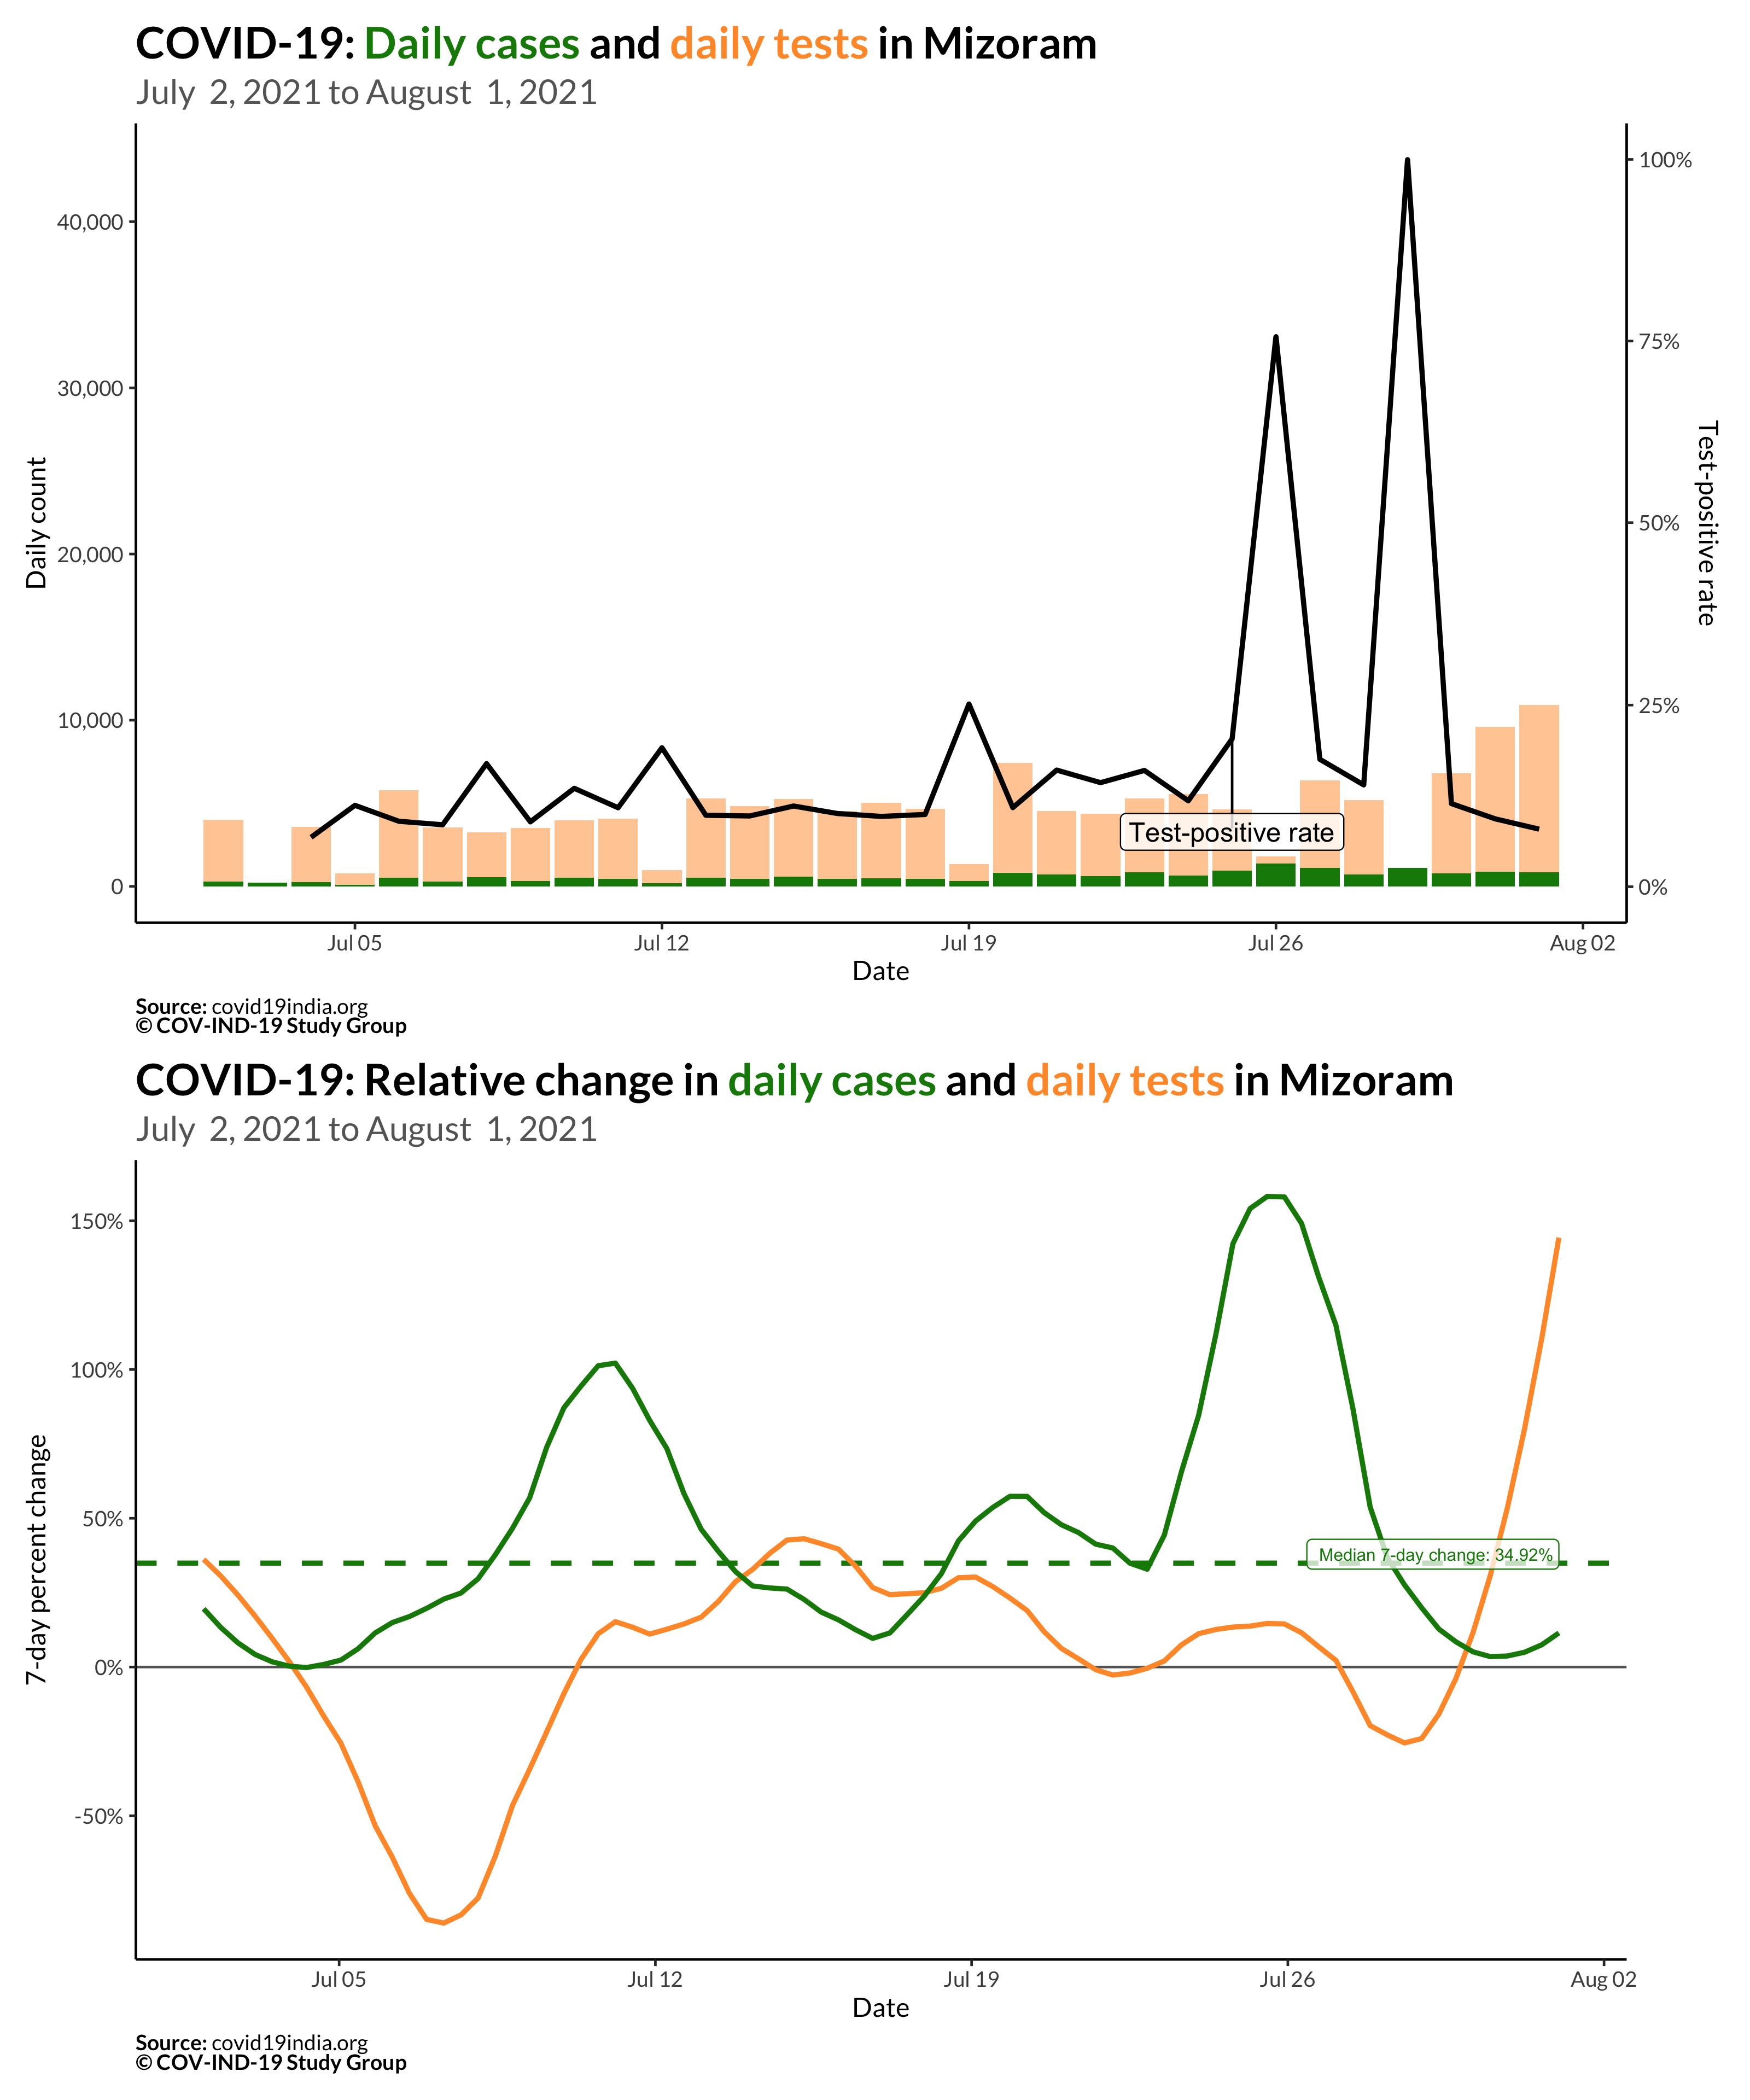 COVID-19: Daily cases and daily tests in Mizoram
July 2, 2021 to August 1, 2021
40,000
30,000
20,000
10,000
0
Daily count
100%
75%
50%
25%
0%
Test-positive rate
Test-positive rate
Jul 05
Jul 12
Jul 19
Jul 26
Aug 02
Date
Source: covid19india.org
© COV-IND-19 Study Group
COVID-19: Relative change in daily cases and daily tests in Mizoram
July 2, 2021 to August 1, 2021
150%
100%
50%
0%
-50%
7-day percent change
Median 7-day change: 34.92%
Jul 05
Jul 12
Jul 19
Jul 26
Aug 02
Date
Source: covid19india.org
© COV-IND-19 Study Group